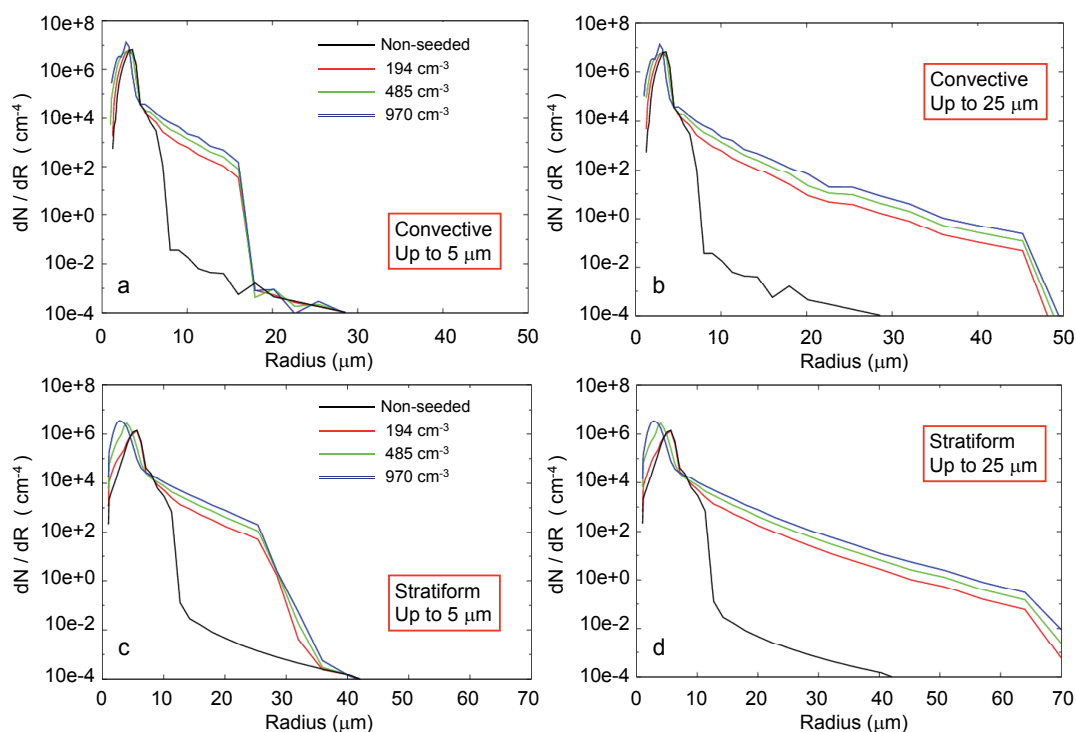 10e+8
10e+6
10e+4
10e+2
10e+0
10e-2
10e-4
dN / dR ( cm⁻⁴ )
Non-seeded
194 cm⁻³
485 cm⁻³
970 cm⁻³
Convective
Up to 5 μm
a
0 10 20 30 40 50
Radius (μm)
10e+8
10e+6
10e+4
10e+2
10e+0
10e-2
10e-4
dN / dR ( cm⁻⁴ )
Convective
Up to 25 μm
b
0 10 20 30 40 50
Radius (μm)
10e+8
10e+6
10e+4
10e+2
10e+0
10e-2
10e-4
dN / dR ( cm⁻⁴ )
Non-seeded
194 cm⁻³
485 cm⁻³
970 cm⁻³
Stratiform
Up to 5 μm
c
0 10 20 30 40 50 60 70
Radius (μm)
10e+8
10e+6
10e+4
10e+2
10e+0
10e-2
10e-4
dN / dR ( cm⁻⁴ )
Stratiform
Up to 25 μm
d
0 10 20 30 40 50 60 70
Radius (μm)